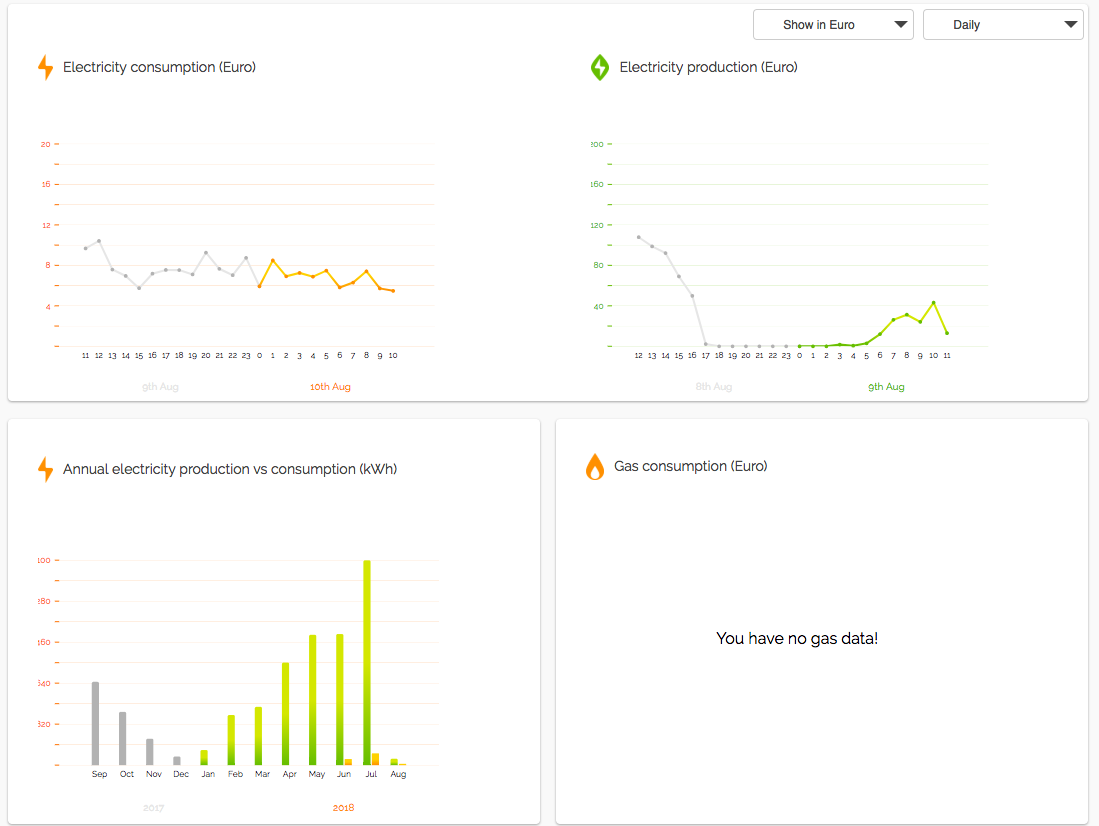 Show in Euro
Daily
Electricity consumption (Euro)
Electricity production (Euro)
20
16
12
8
4
11 12 13 14 15 16 17 18 19 20 21 22 23 0 1 2 3 4 5 6 7 8 9 10
9th Aug
10th Aug
200
160
120
80
40
12 13 14 15 16 17 18 19 20 21 22 23 0 1 2 3 4 5 6 7 8 9 10 11
8th Aug
9th Aug
Annual electricity production vs consumption (kWh)
Gas consumption (Euro)
Sep Oct Nov Dec Jan Feb Mar Apr May Jun Jul Aug
2017
2018
You have no gas data!